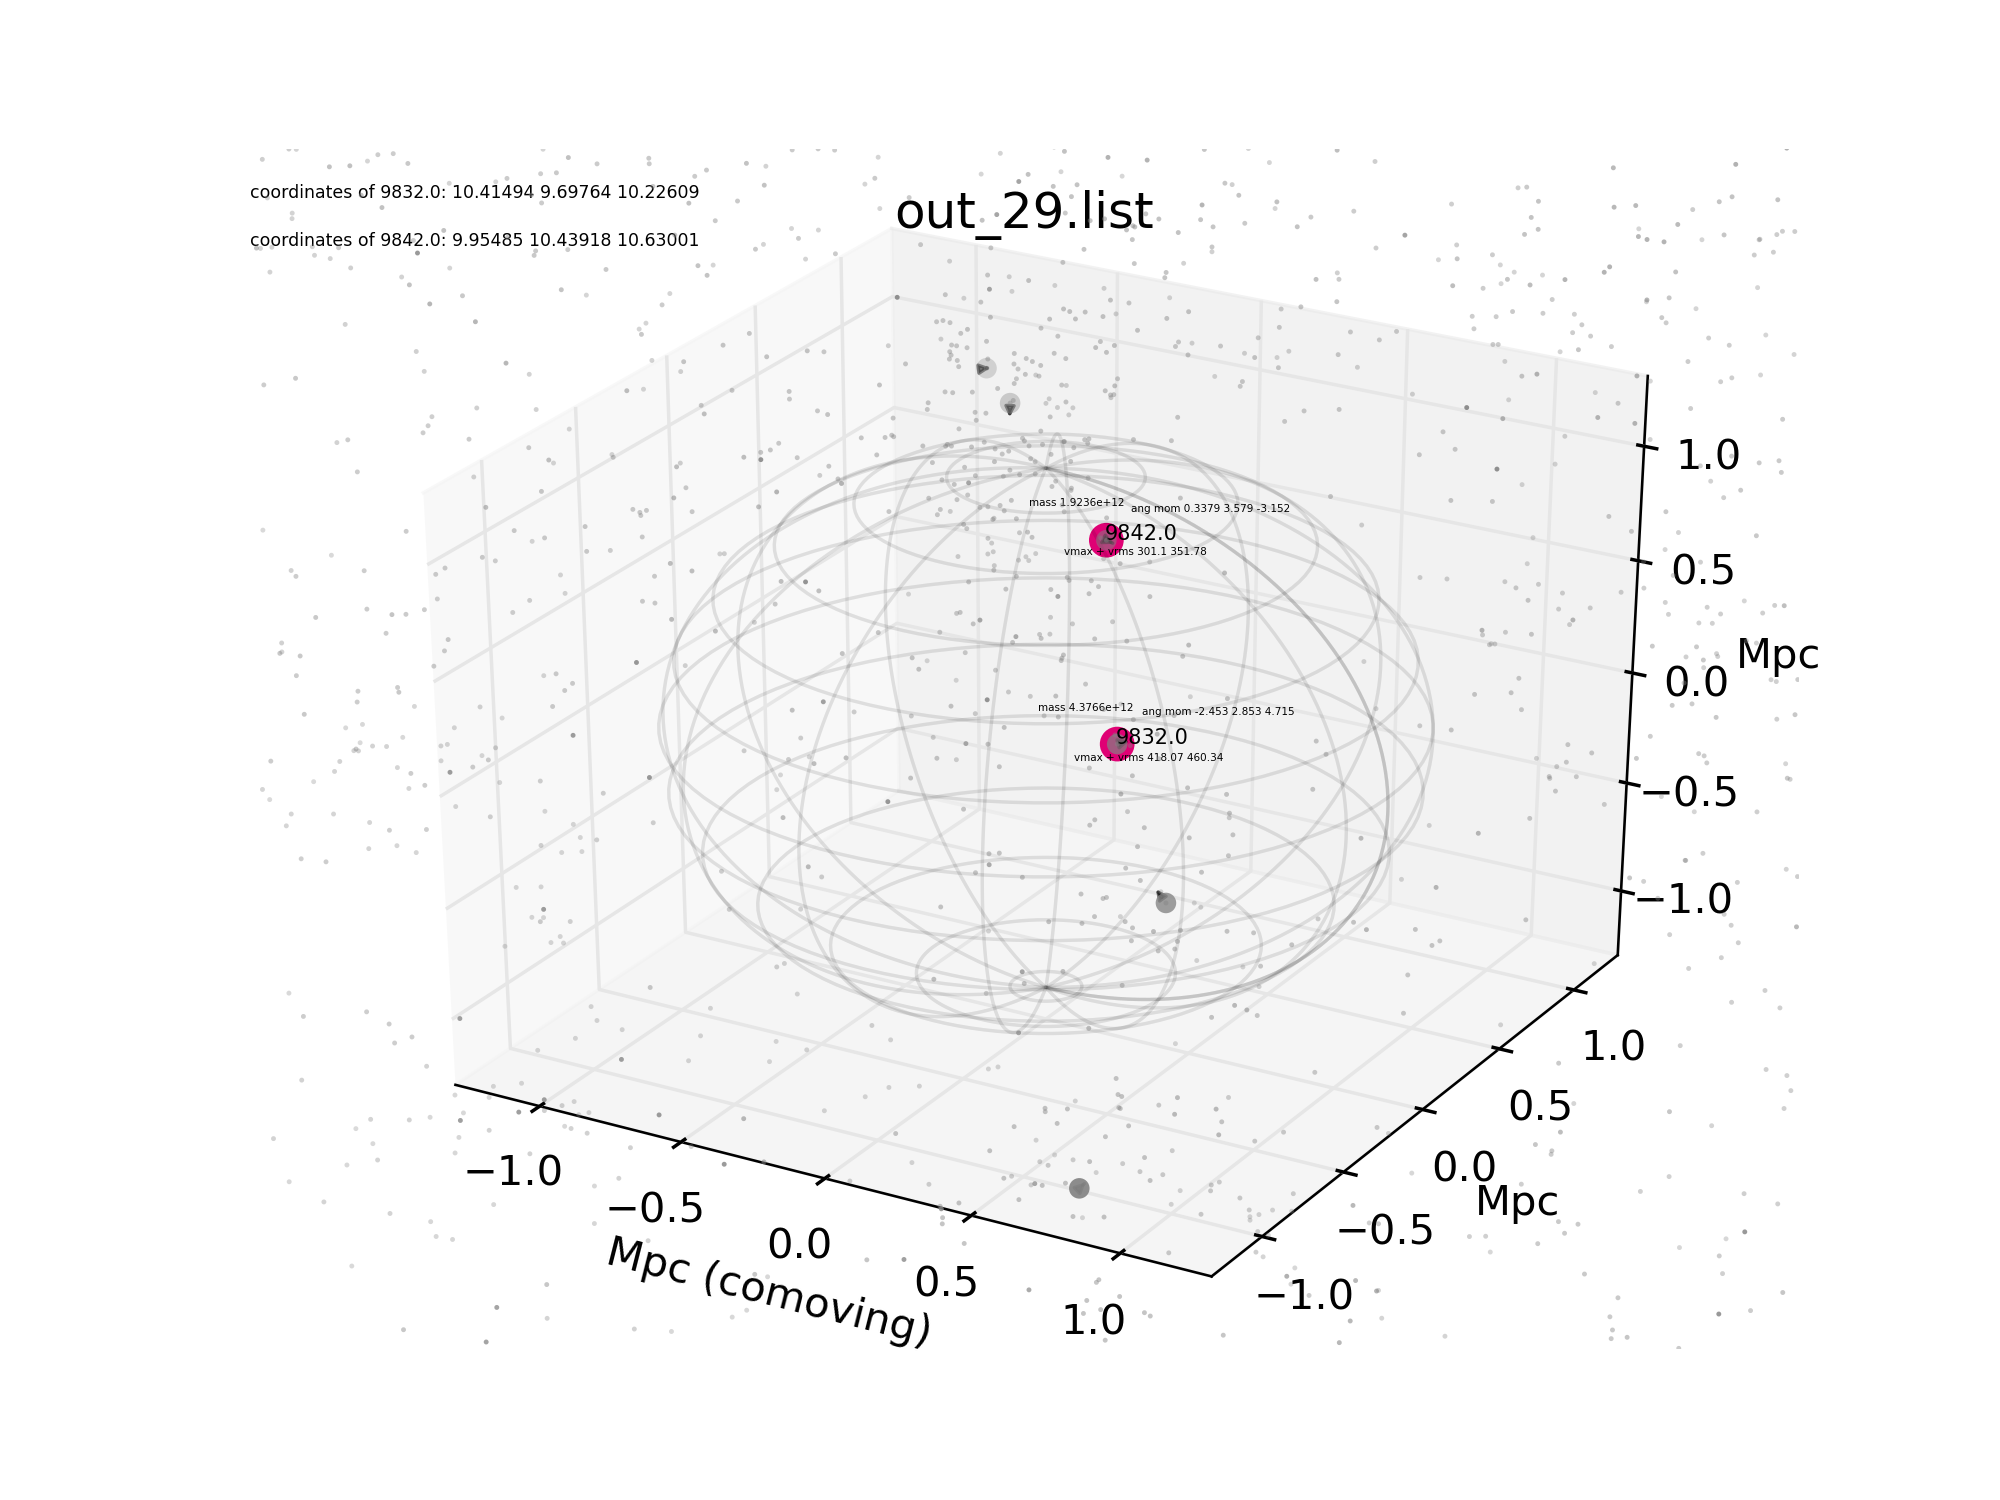 coordinates of 9832.0: 10.41494 9.69764 10.22609
out_29.list
coordinates of 9842.0: 9.95485 10.43918 10.63001
1.0
mass 1.9236e+12
ang mom 0.3379 3.579 -3.152
9842.0
vmax + vrms 301.1 351.78
0.5
Mpc
0.0
mass 4.3766e+12
ang mom -2.453 2.853 4.715
9832.0
vmax + vrms 418.07 460.34
−0.5
−1.0
1.0
0.5
0.0
−0.5
−1.0
Mpc
−1.0
−0.5
0.0
0.5
1.0
Mpc (comoving)